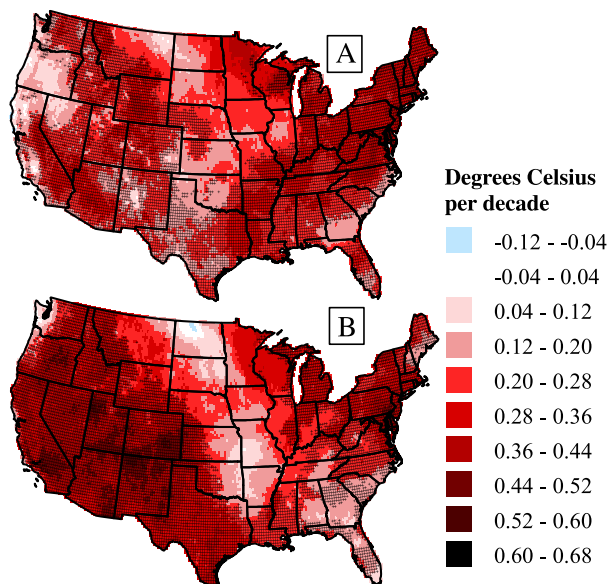 A
Degrees Celsius
per decade
-0.12 - -0.04
-0.04 - 0.04
0.04 - 0.12
0.12 - 0.20
0.20 - 0.28
0.28 - 0.36
0.36 - 0.44
0.44 - 0.52
0.52 - 0.60
0.60 - 0.68
B